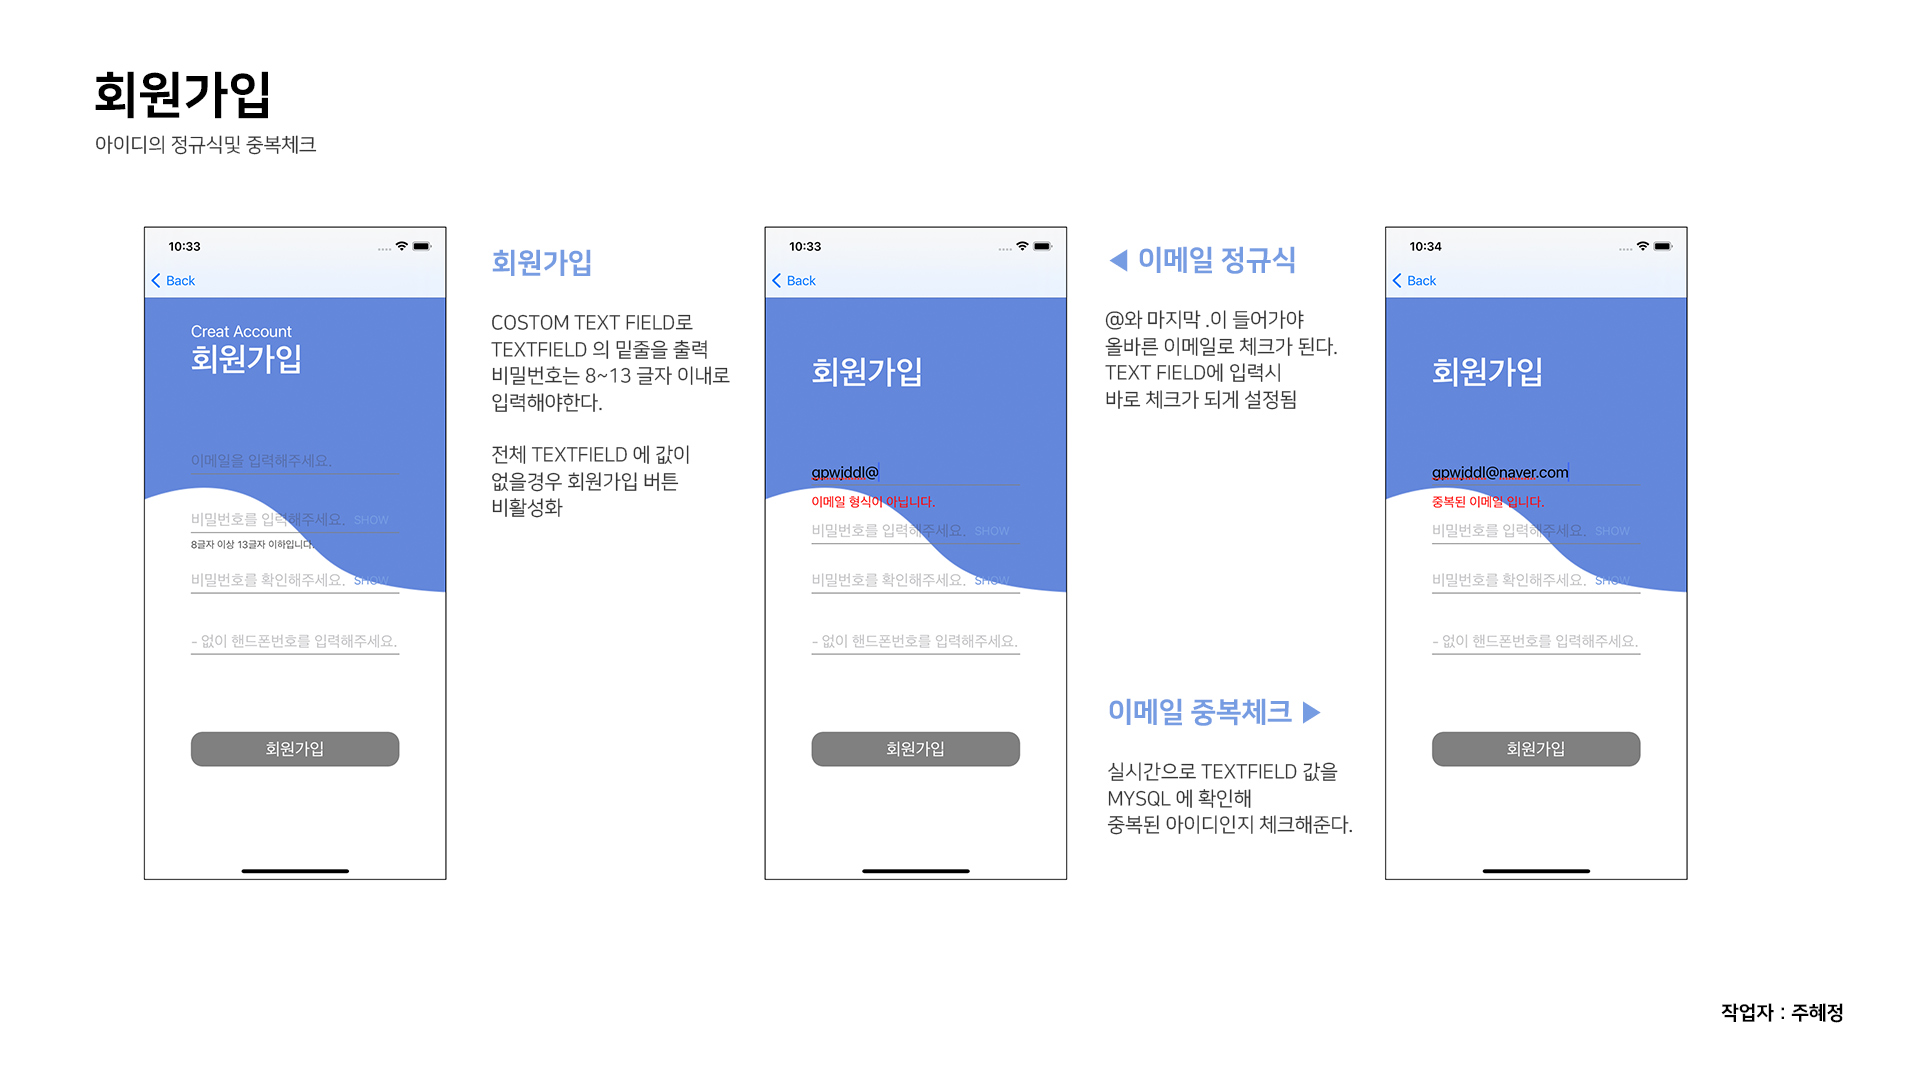 회원가입
아이디의 정규식및 중복체크
10:33
Back
Creat Account
회원가입
이메일을 입력해주세요.
비밀번호를 입력해주세요. SHOW
8글자 이상 13글자 이하입니다.
비밀번호를 확인해주세요. SHOW
- 없이 핸드폰번호를 입력해주세요.
회원가입
회원가입
COSTOM TEXT FIELD로
TEXTFIELD 의 밑줄을 출력
비밀번호는 8~13 글자 이내로
입력해야한다.
전체 TEXTFIELD 에 값이
없을경우 회원가입 버튼
비활성화
10:33
Back
회원가입
gpwjddl@
이메일 형식이 아닙니다.
비밀번호를 입력해주세요. SHOW
비밀번호를 확인해주세요. SHOW
- 없이 핸드폰번호를 입력해주세요.
회원가입
◀ 이메일 정규식
@와 마지막 .이 들어가야
올바른 이메일로 체크가 된다.
TEXT FIELD에 입력시
바로 체크가 되게 설정됨
이메일 중복체크 ▶
실시간으로 TEXTFIELD 값을
MYSQL 에 확인해
중복된 아이디인지 체크해준다.
10:34
Back
회원가입
gpwjddl@naver.com
중복된 이메일 입니다.
비밀번호를 입력해주세요. SHOW
비밀번호를 확인해주세요. SHOW
- 없이 핸드폰번호를 입력해주세요.
회원가입
작업자 : 주혜정